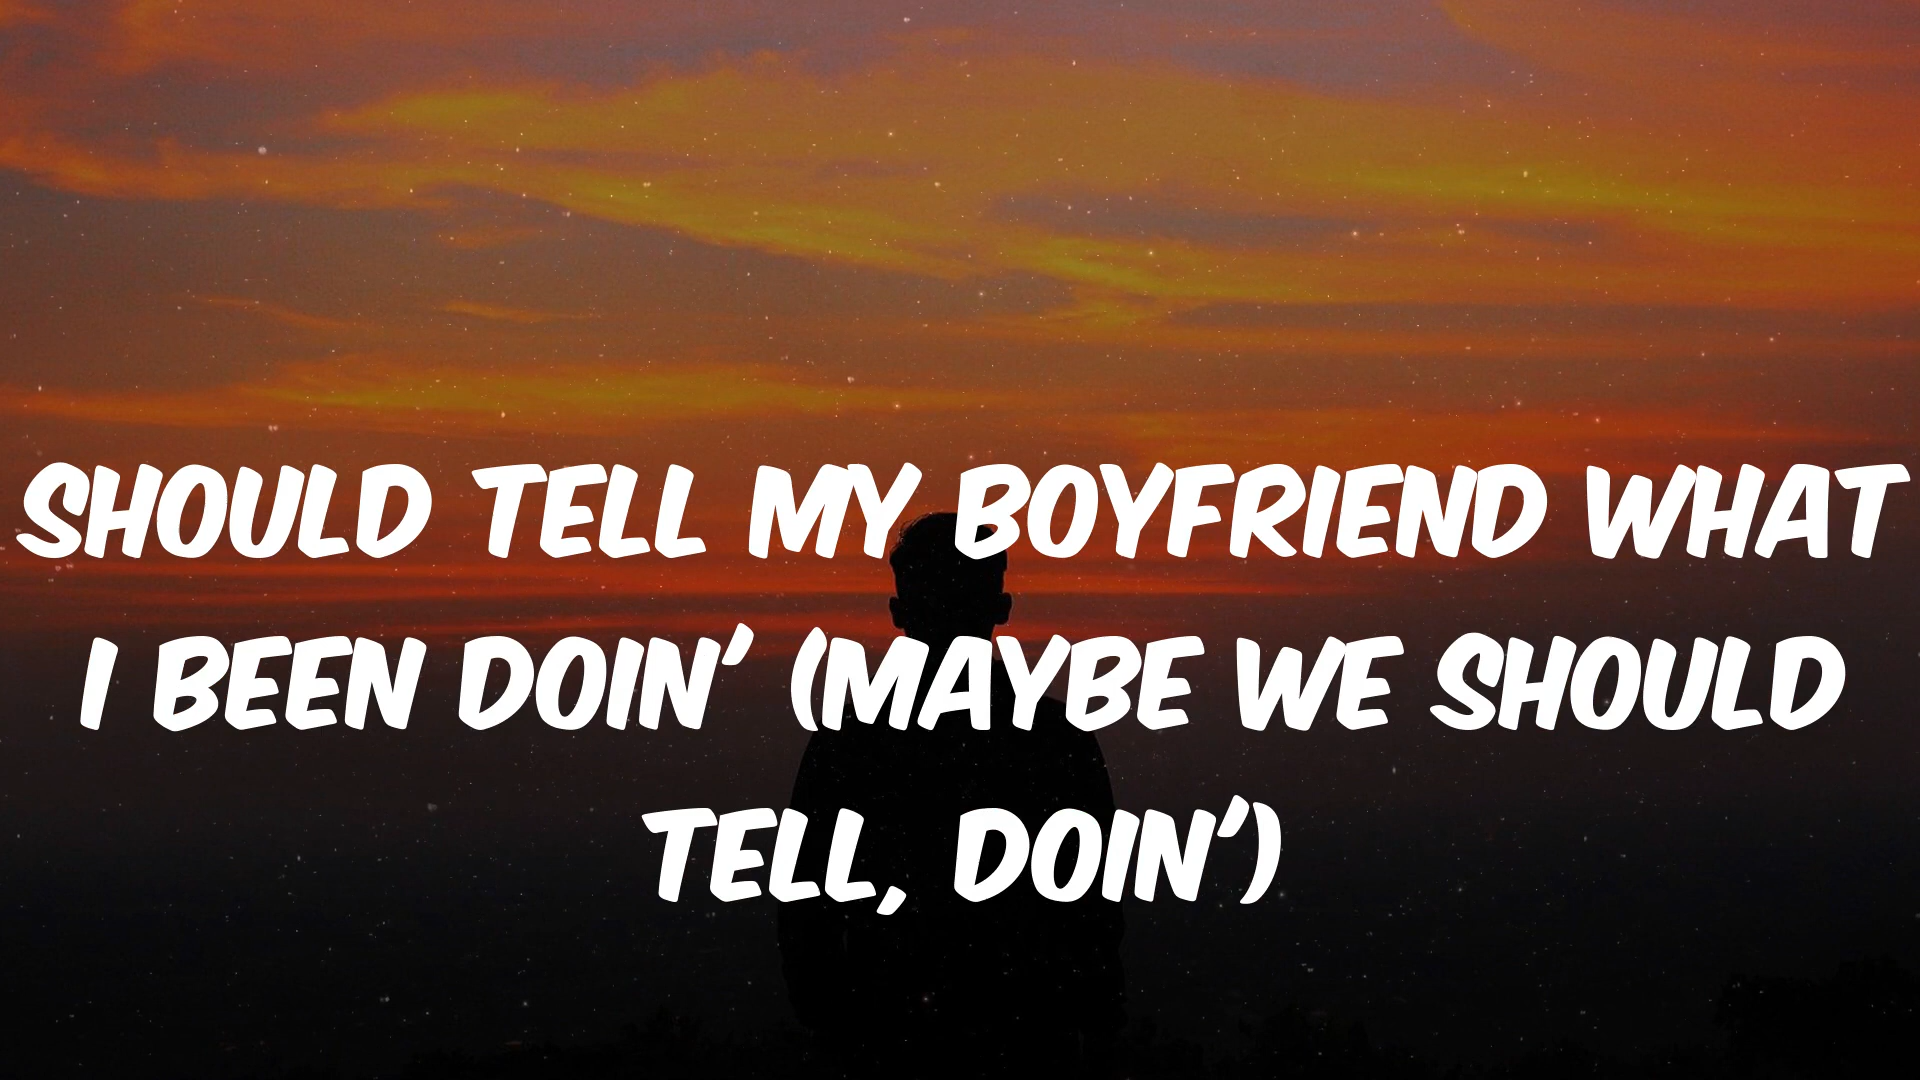 SHOULD TELL MY BOYFRIEND WHAT
I BEEN DOIN' (MAYBE WE SHOULD
TELL, DOIN')